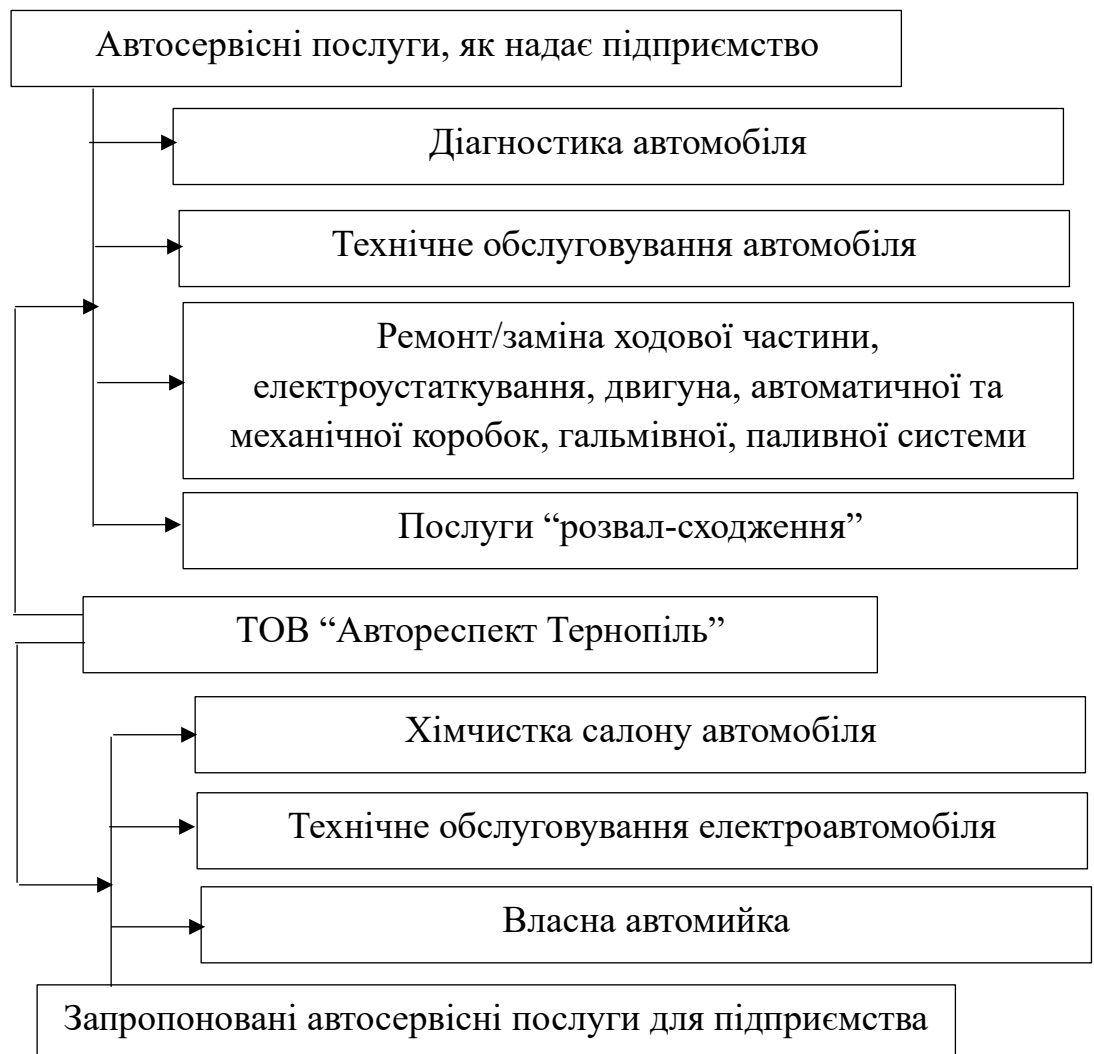 Автосервісні послуги, як надає підприємство
Діагностика автомобіля
Технічне обслуговування автомобіля
Ремонт/заміна ходової частини,
електроустаткування, двигуна, автоматичної та
механічної коробок, гальмівної, паливної системи
Послуги “розвал-сходження”
ТОВ “Автореспект Тернопіль”
Хімчистка салону автомобіля
Технічне обслуговування електроавтомобіля
Власна автомийка
Запропоновані автосервісні послуги для підприємства